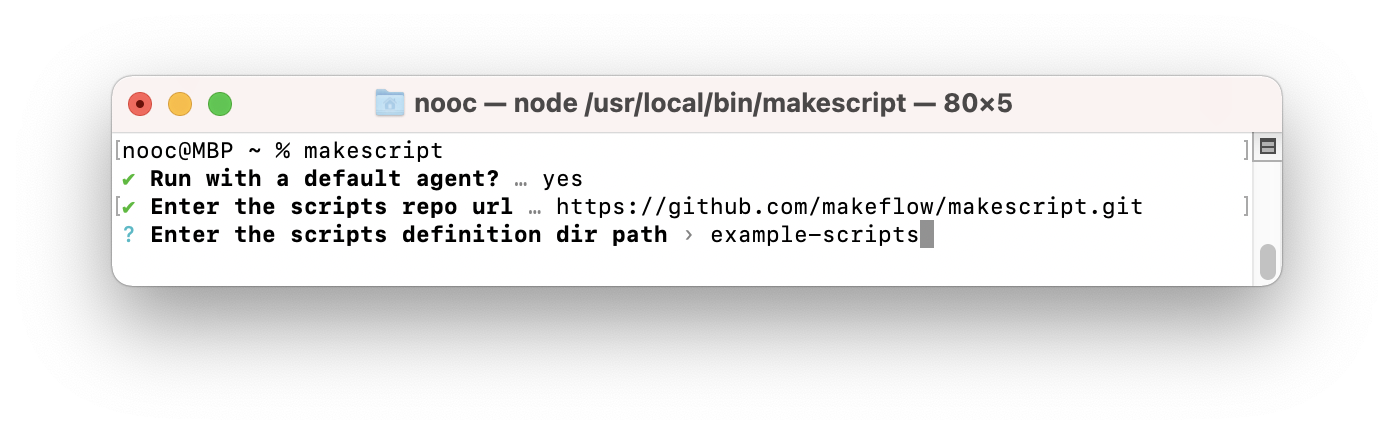 nooc — node /usr/local/bin/makescript — 80×5
[nooc@MBP ~ % makescript ]
✔ Run with a default agent? … yes
[✔ Enter the scripts repo url … https://github.com/makeflow/makescript.git ]
? Enter the scripts definition dir path › example-scripts